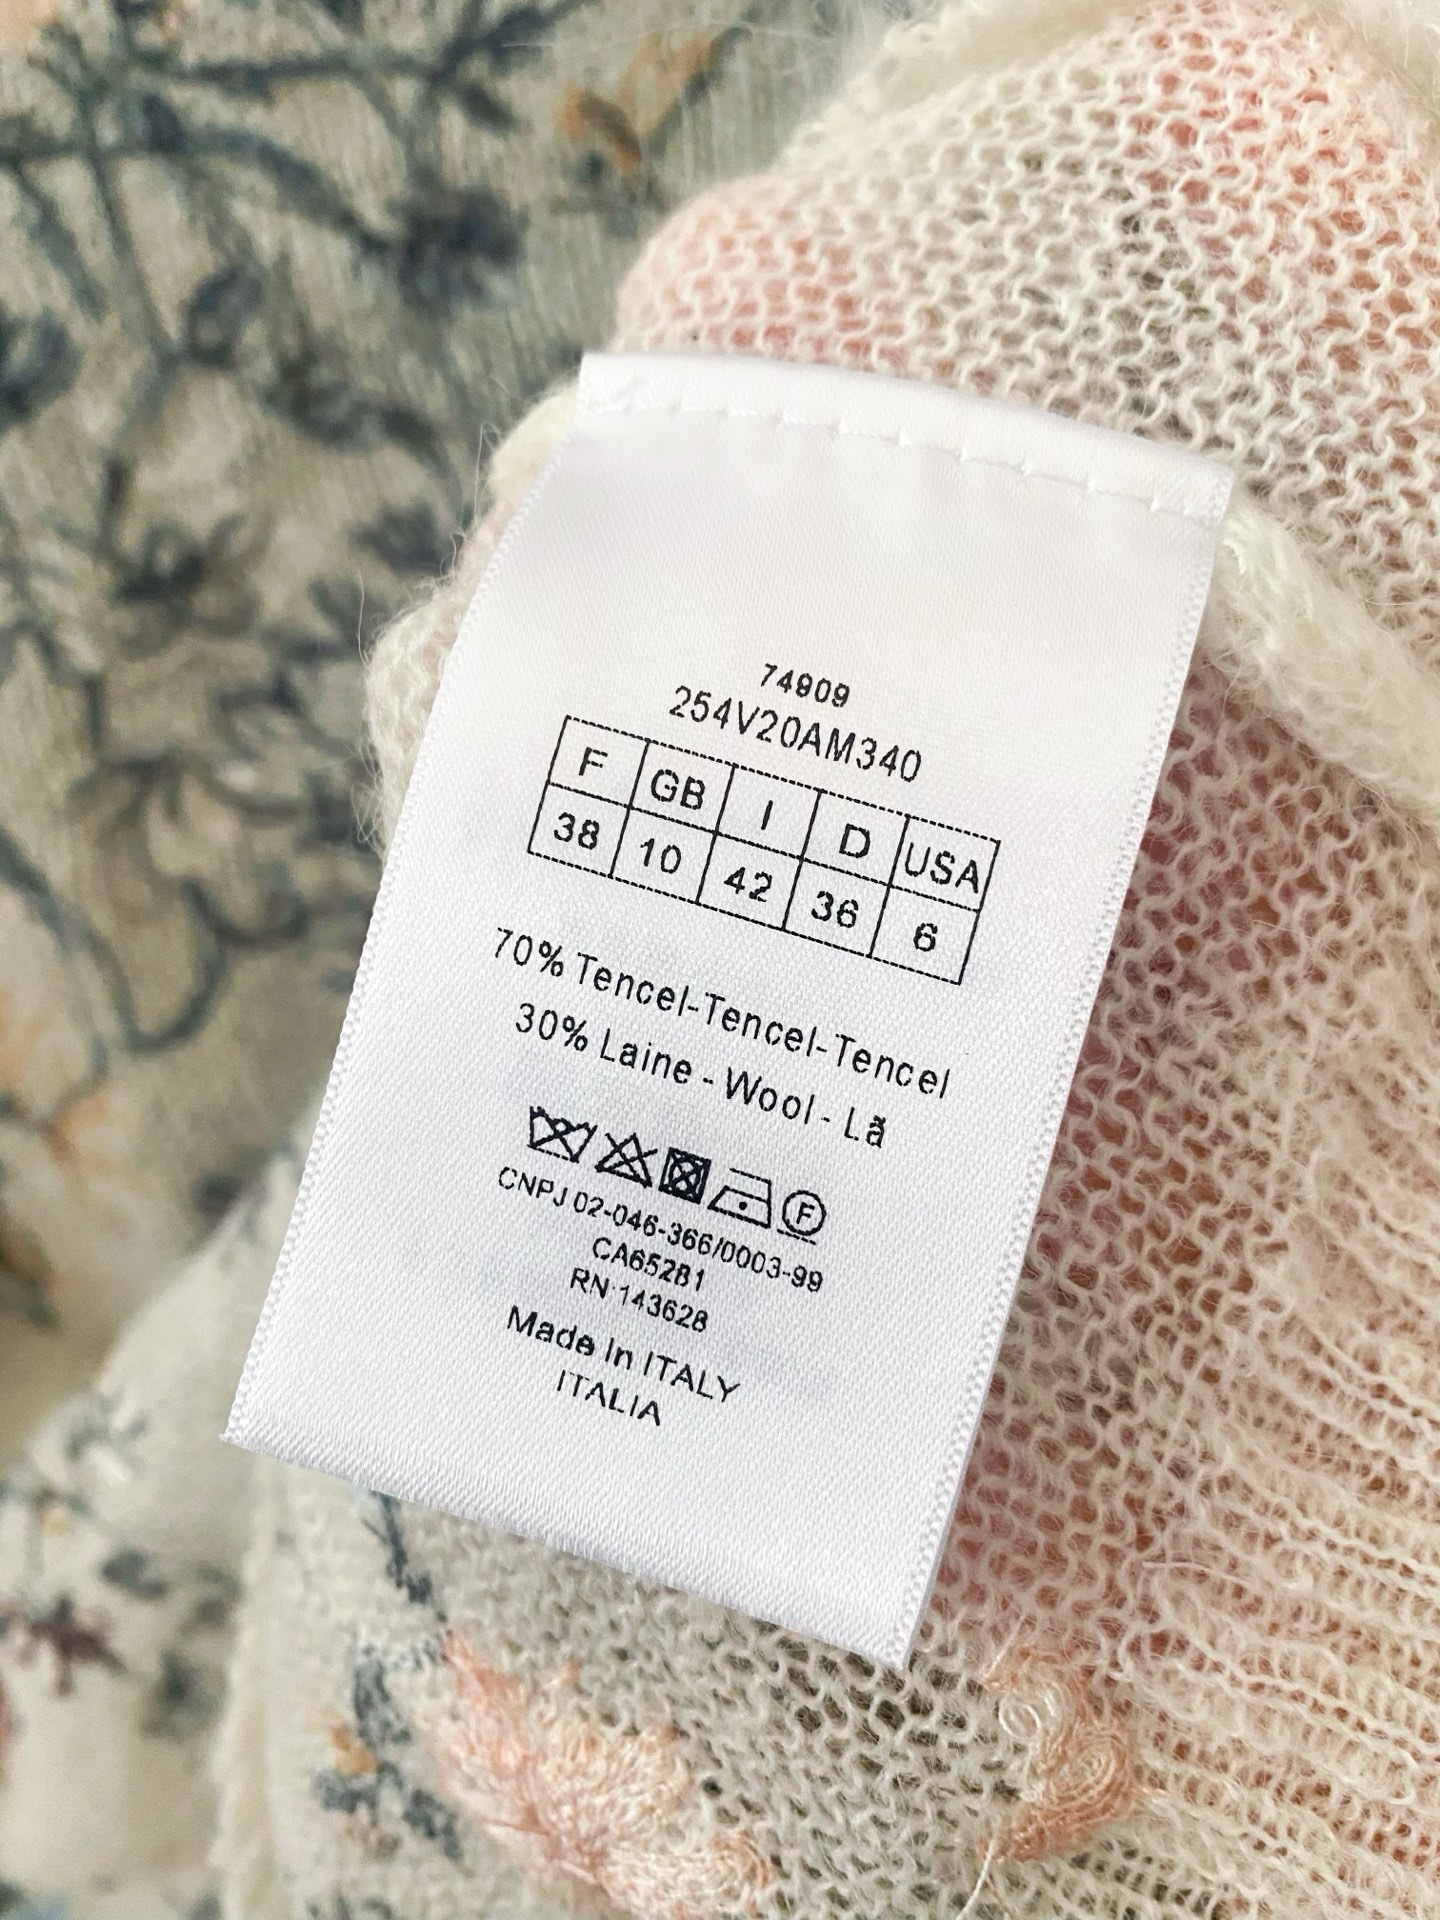 74909
254V20AM340
F GB I D USA
38 10 42 36 6
70% Tencel-Tencel-Tencel
30% Laine - Wool - Lã
F
CNPJ 02-046-366/0003-99
CA65281
RN 143628
Made In ITALY
ITALIA